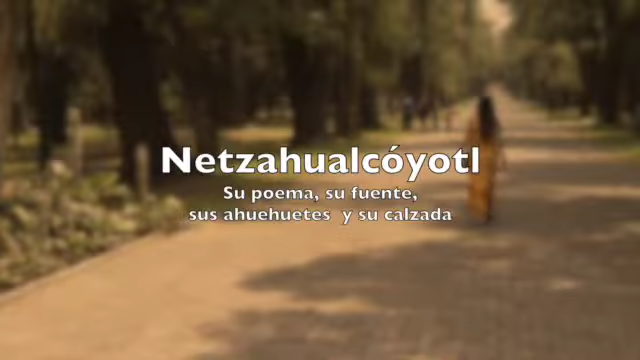 Netzahualcóyotl
Su poema, su fuente,
sus ahuehuetes y su calzada